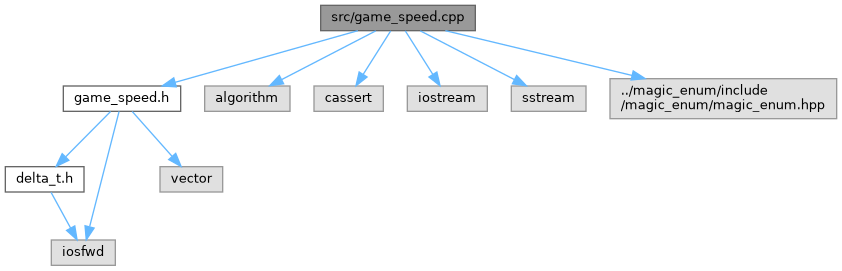 src/game_speed.cpp
game_speed.h
algorithm
cassert
iostream
sstream
../magic_enum/include
/magic_enum/magic_enum.hpp
delta_t.h
vector
iosfwd